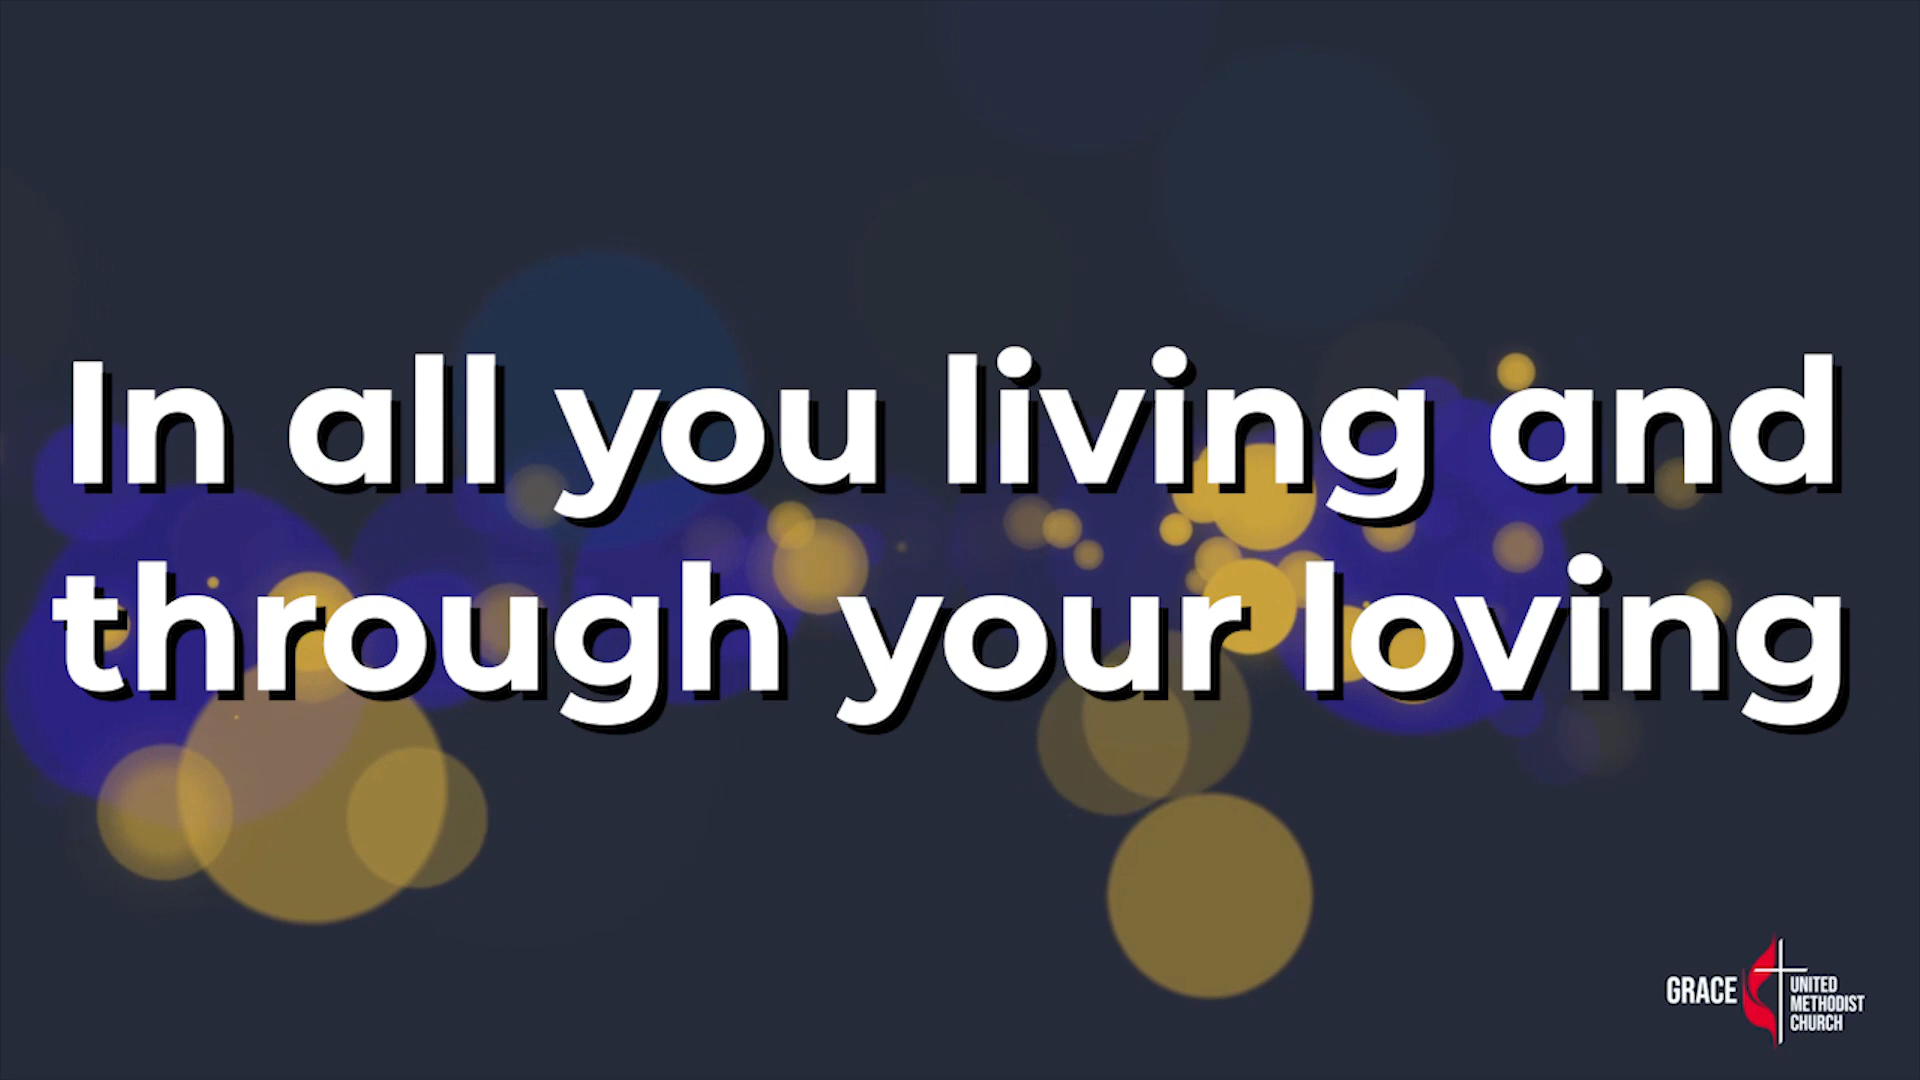 In all you living and
through your loving
GRACE
UNITED
METHODIST
CHURCH